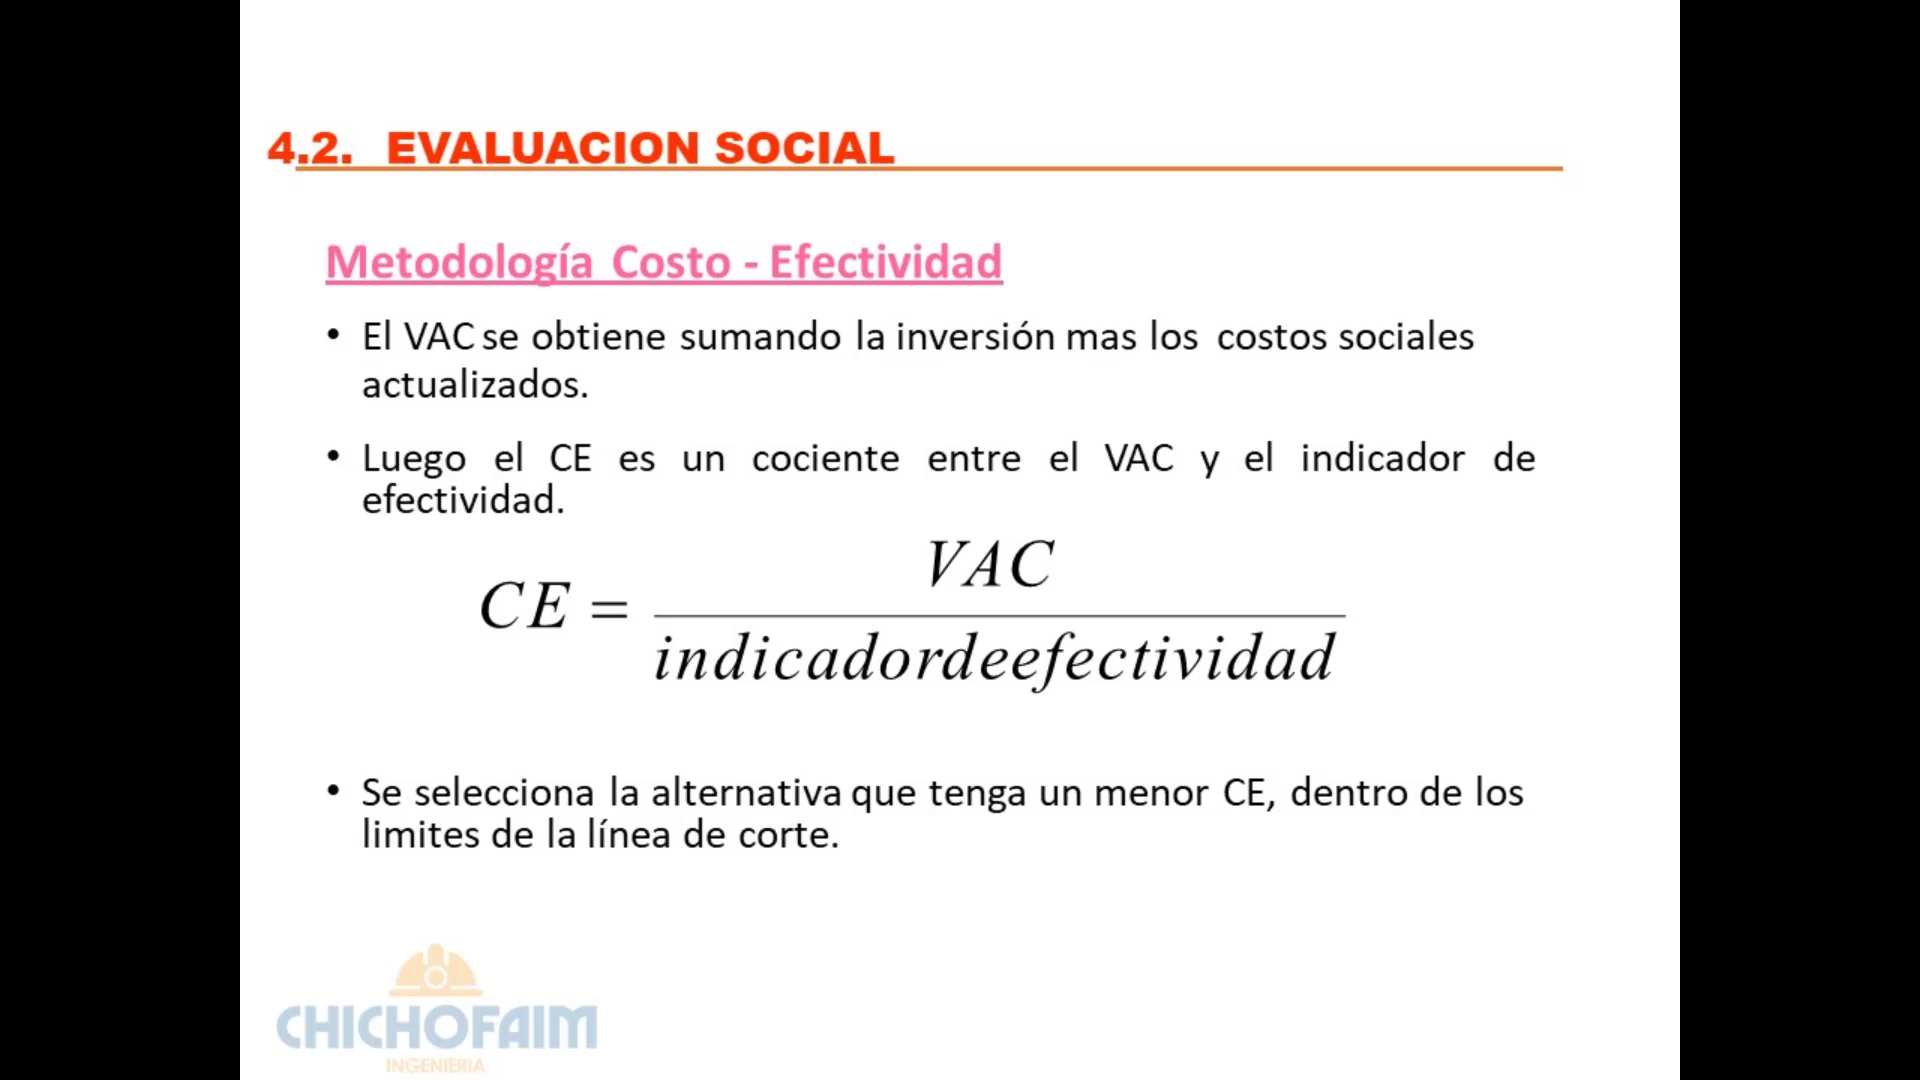 4.2. EVALUACION SOCIAL
Metodología Costo - Efectividad
• El VAC se obtiene sumando la inversión mas los costos sociales
actualizados.
• Luego el CE es un cociente entre el VAC y el indicador de
efectividad.
CE = VAC / indicadordeefectividad
• Se selecciona la alternativa que tenga un menor CE, dentro de los
limites de la línea de corte.
CHICHOFAIM
INGENIERIA